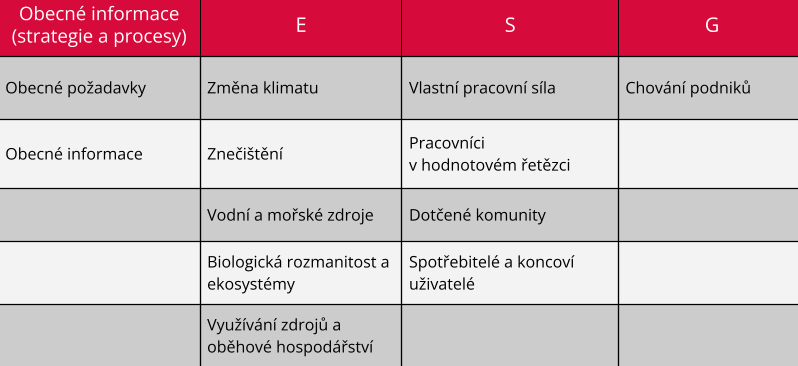 Obecné informace
(strategie a procesy)
E
S
G
Obecné požadavky
Změna klimatu
Vlastní pracovní síla
Chování podniků
Obecné informace
Znečištění
Pracovníci
v hodnotovém řetězci
Vodní a mořské zdroje
Dotčené komunity
Biologická rozmanitost a
ekosystémy
Spotřebitelé a koncoví
uživatelé
Využívání zdrojů a
oběhové hospodářství